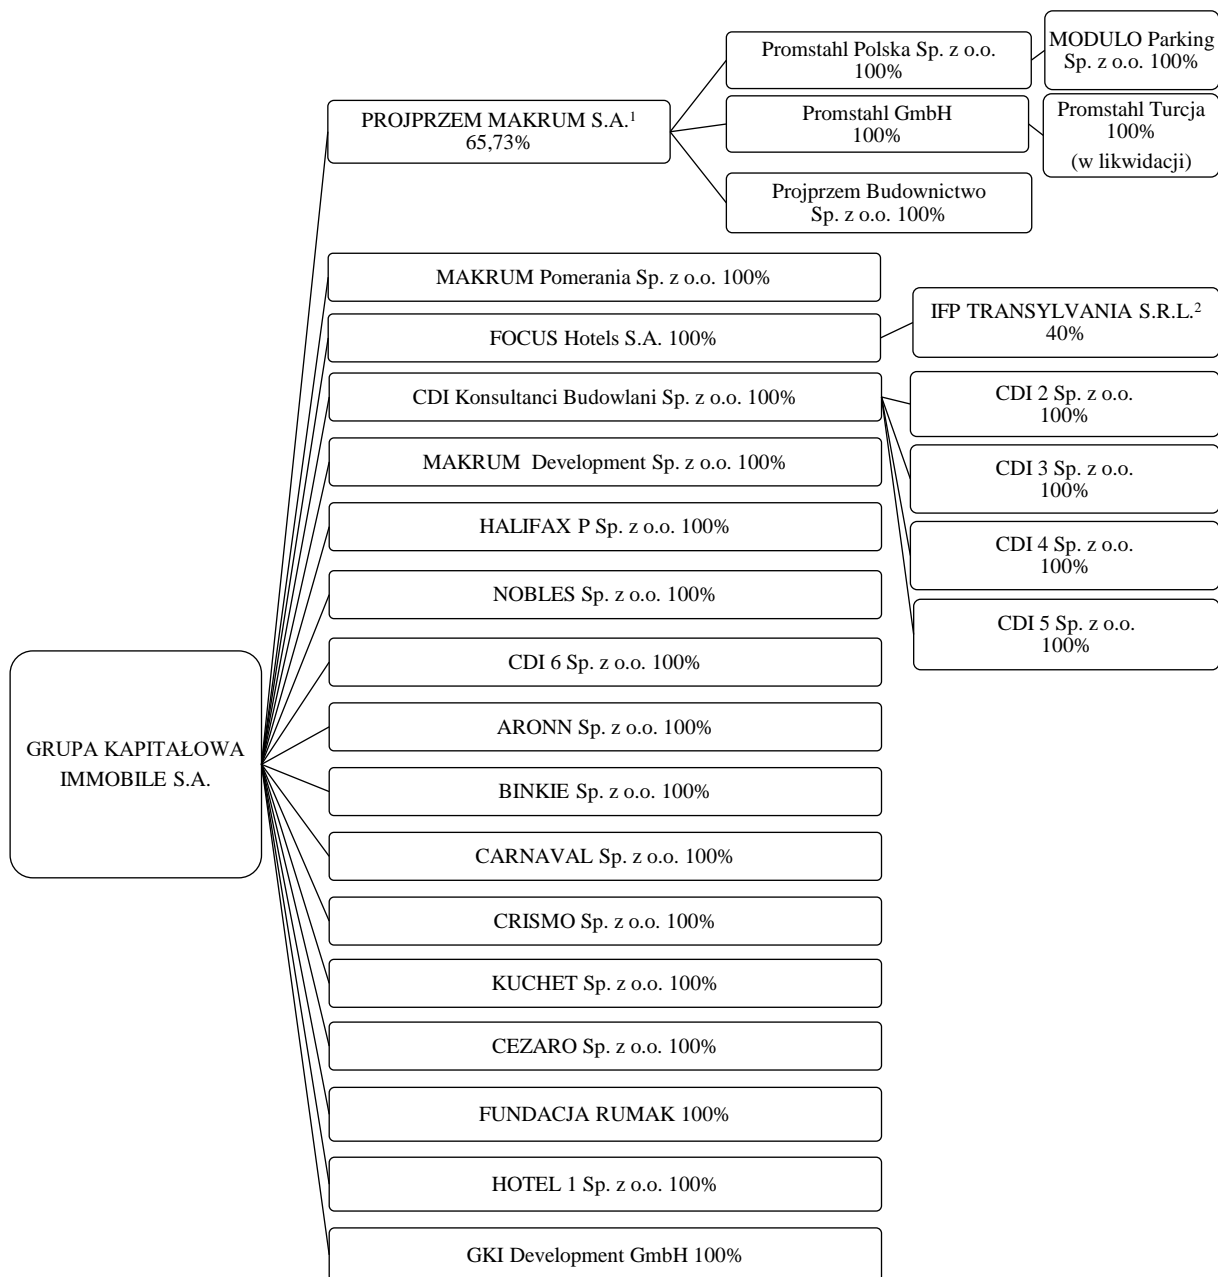 Promstahl Polska Sp. z o.o.
100%
MODULO Parking
Sp. z o.o. 100%
PROJPRZEM MAKRUM S.A.¹
65,73%
Promstahl GmbH
100%
Promstahl Turcja
100%
(w likwidacji)
Projprzem Budownictwo
Sp. z o.o. 100%
MAKRUM Pomerania Sp. z o.o. 100%
FOCUS Hotels S.A. 100%
IFP TRANSYLVANIA S.R.L.²
40%
CDI Konsultanci Budowlani Sp. z o.o. 100%
CDI 2 Sp. z o.o.
100%
MAKRUM Development Sp. z o.o. 100%
CDI 3 Sp. z o.o.
100%
HALIFAX P Sp. z o.o. 100%
CDI 4 Sp. z o.o.
100%
NOBLES Sp. z o.o. 100%
CDI 5 Sp. z o.o.
100%
CDI 6 Sp. z o.o. 100%
ARONN Sp. z o.o. 100%
GRUPA KAPITAŁOWA
IMMOBILE S.A.
BINKIE Sp. z o.o. 100%
CARNAVAL Sp. z o.o. 100%
CRISMO Sp. z o.o. 100%
KUCHET Sp. z o.o. 100%
CEZARO Sp. z o.o. 100%
FUNDACJA RUMAK 100%
HOTEL 1 Sp. z o.o. 100%
GKI Development GmbH 100%